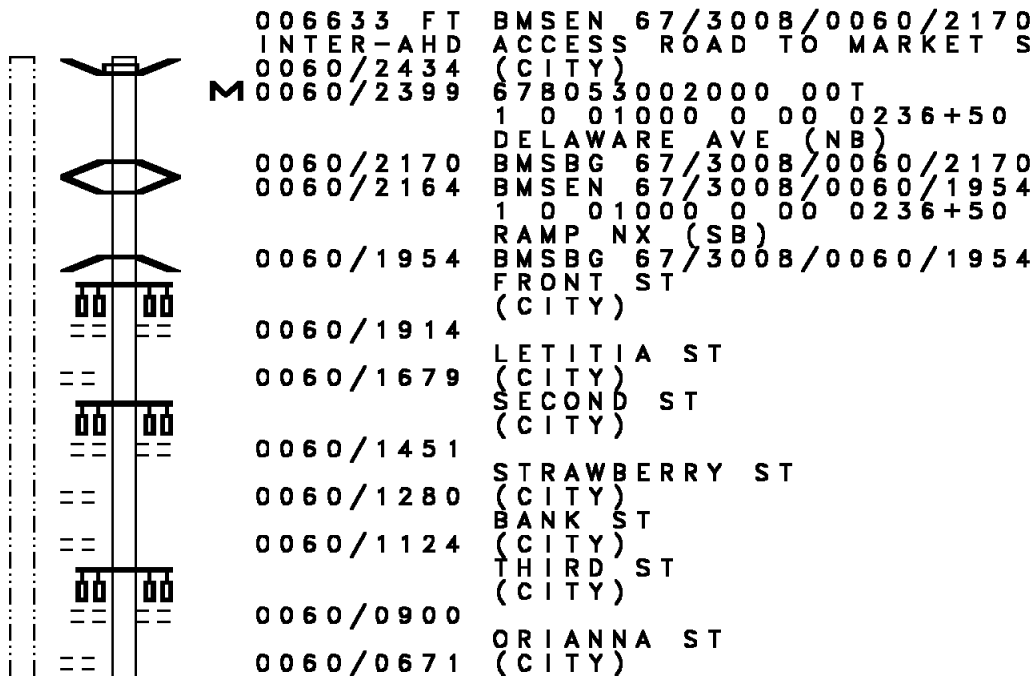 006633 FT BMSEN 67/3008/0060/2170
INTER-AHD ACCESS ROAD TO MARKET S
0060/2434 (CITY)
M 0060/2399 678053002000 00T
1 0 01000 0 00 0236+50
DELAWARE AVE (NB)
0060/2170 BMSBG 67/3008/0060/2170
0060/2164 BMSEN 67/3008/0060/1954
1 0 01000 0 00 0236+50
RAMP NX (SB)
0060/1954 BMSBG 67/3008/0060/1954
FRONT ST
(CITY)
0060/1914
LETITIA ST
0060/1679 (CITY)
SECOND ST
(CITY)
0060/1451
STRAWBERRY ST
0060/1280 (CITY)
BANK ST
0060/1124 (CITY)
THIRD ST
(CITY)
0060/0900
ORIANNA ST
0060/0671 (CITY)